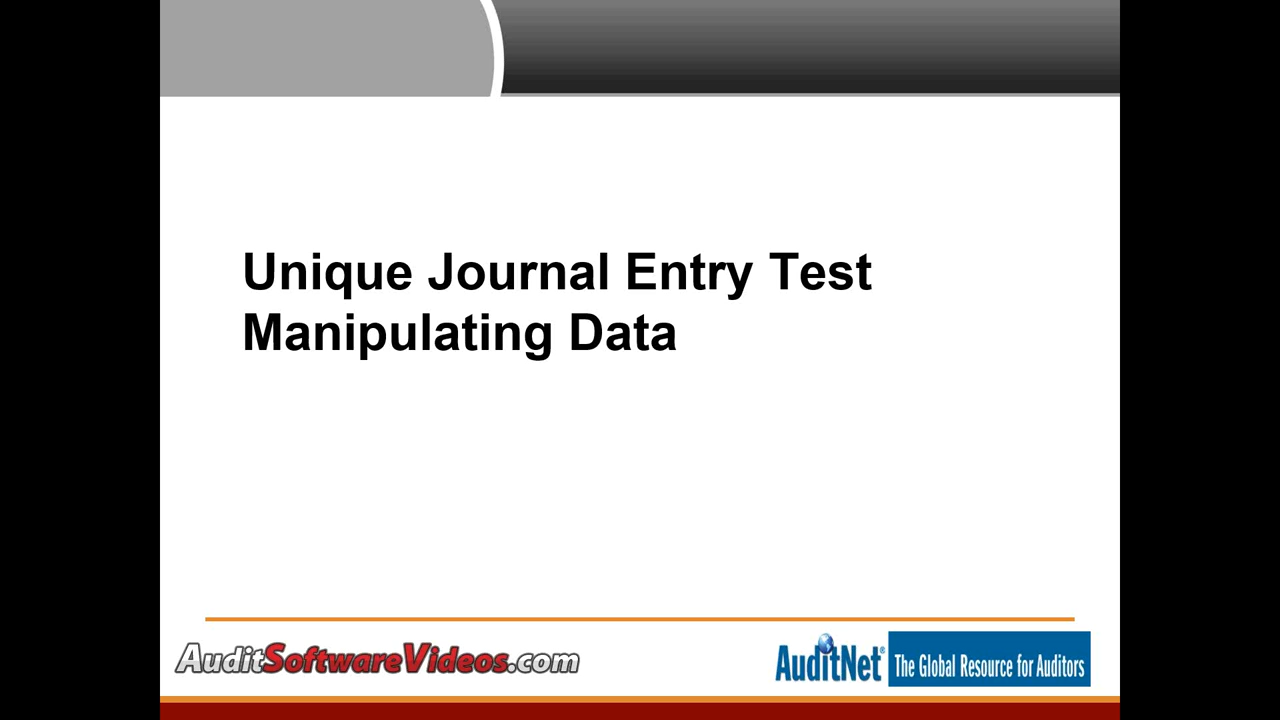 Unique Journal Entry Test
Manipulating Data
AuditSoftwareVideos.com
AuditNet® The Global Resource for Auditors